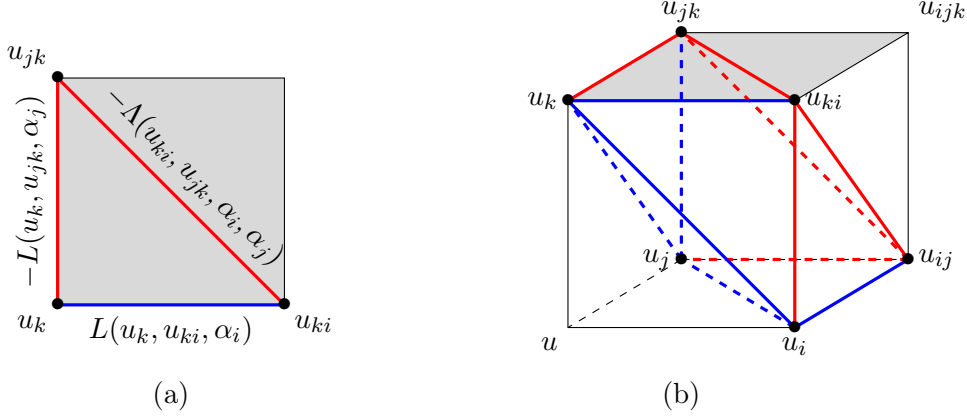 u_{jk}
−L(u_k, u_{jk}, α_j)
−Λ(u_{ki}, u_{jk}, α_i, α_j)
u_k
L(u_k, u_{ki}, α_i)
u_{ki}
(a)
u_{jk}
u_{ijk}
u_k
u_{ki}
u_j
u_{ij}
u
u_i
(b)